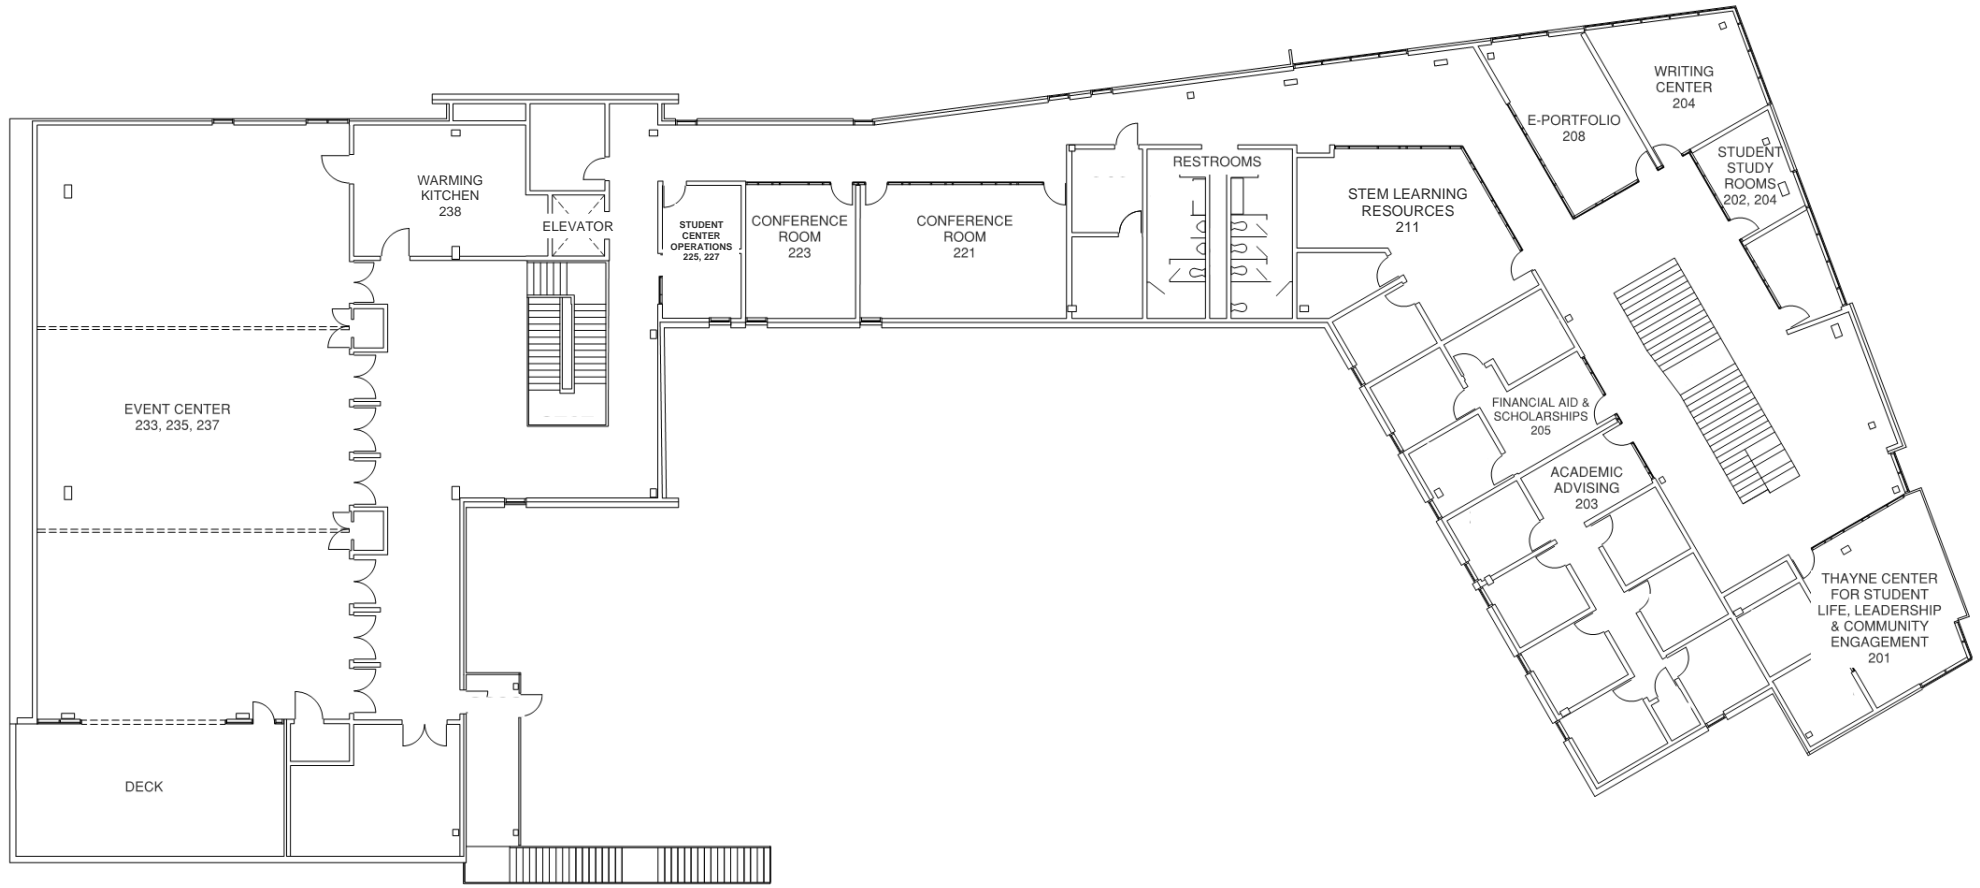 WARMING
KITCHEN
238
ELEVATOR
STUDENT
CENTER
OPERATIONS
225, 227
CONFERENCE
ROOM
223
CONFERENCE
ROOM
221
RESTROOMS
STEM LEARNING
RESOURCES
211
E-PORTFOLIO
208
WRITING
CENTER
204
STUDENT
STUDY
ROOMS
202, 204
EVENT CENTER
233, 235, 237
FINANCIAL AID &
SCHOLARSHIPS
205
ACADEMIC
ADVISING
203
THAYNE CENTER
FOR STUDENT
LIFE, LEADERSHIP
& COMMUNITY
ENGAGEMENT
201
DECK